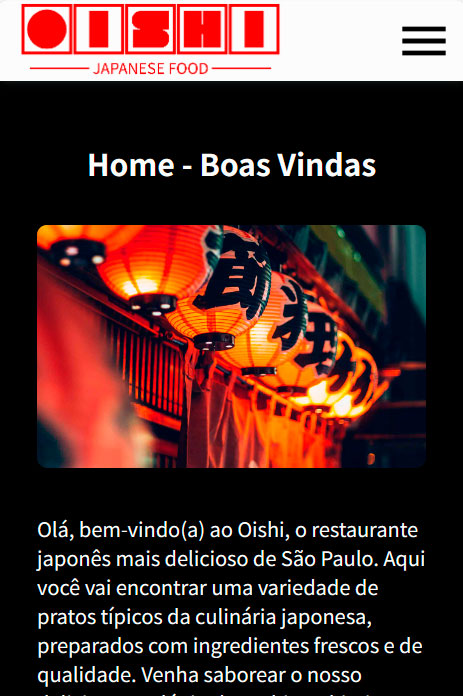 OISHI
JAPANESE FOOD
Home - Boas Vindas
Olá, bem-vindo(a) ao Oishi, o restaurante
japonês mais delicioso de São Paulo. Aqui
você vai encontrar uma variedade de
pratos típicos da culinária japonesa,
preparados com ingredientes frescos e de
qualidade. Venha saborear o nosso